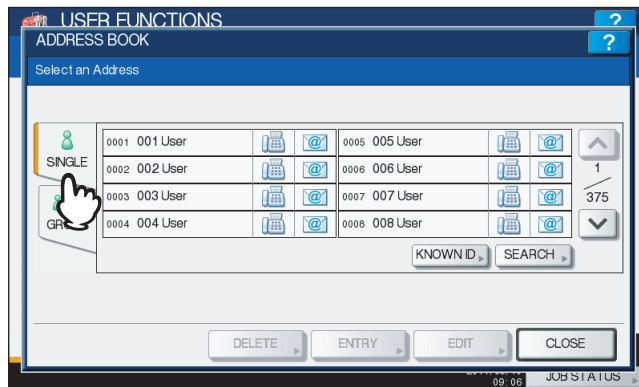 USER FUNCTIONS ?
ADDRESS BOOK ?
Select an Address
SINGLE
0001 001 User @ 0005 005 User @
0002 002 User @ 0006 006 User @
1
0003 003 User @ 0007 007 User @
375
0004 004 User @ 0008 008 User @
KNOWN ID SEARCH
DELETE ENTRY EDIT CLOSE
09:06 JOB STATUS